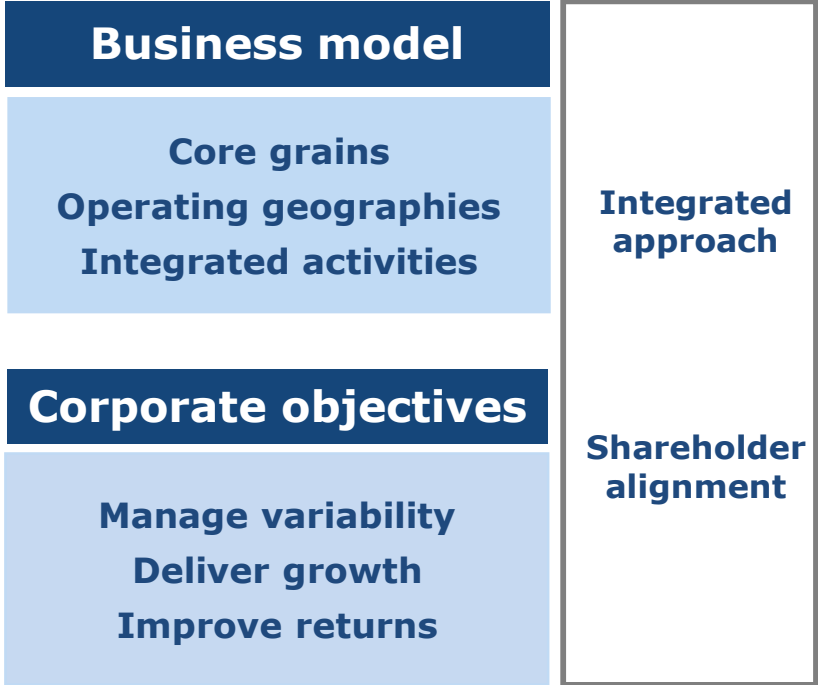 Business model
Core grains
Operating geographies
Integrated activities
Corporate objectives
Manage variability
Deliver growth
Improve returns
Integrated
approach
Shareholder
alignment